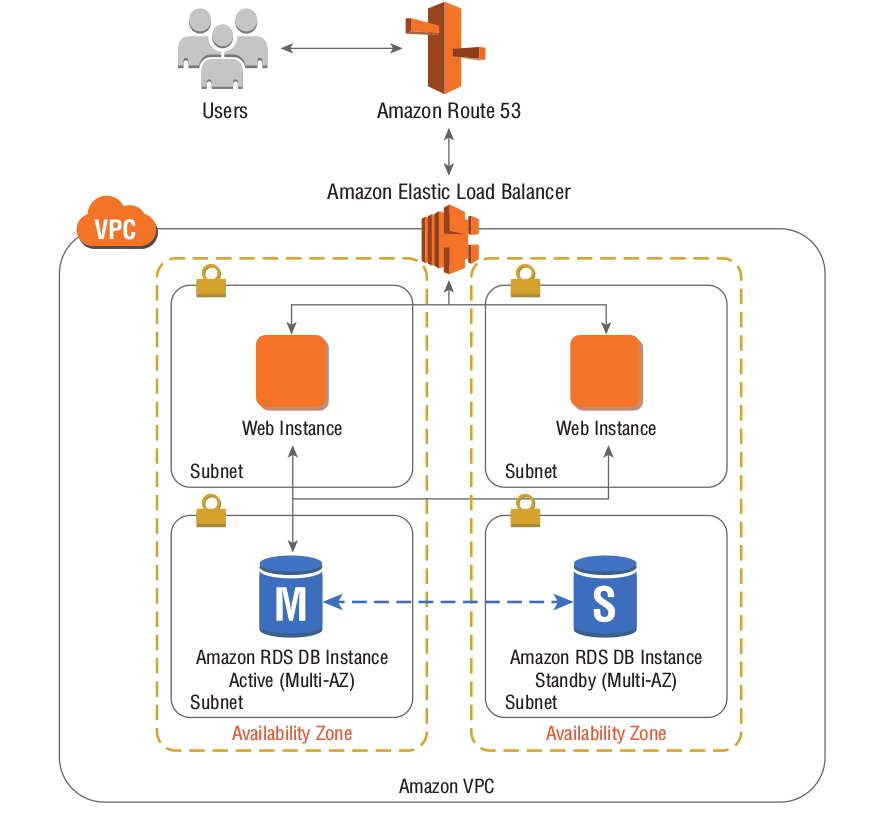 Users
Amazon Route 53
Amazon Elastic Load Balancer
VPC
Web Instance
Subnet
Web Instance
Subnet
M
Amazon RDS DB Instance
Active (Multi-AZ)
Subnet
S
Amazon RDS DB Instance
Standby (Multi-AZ)
Subnet
Availability Zone
Availability Zone
Amazon VPC